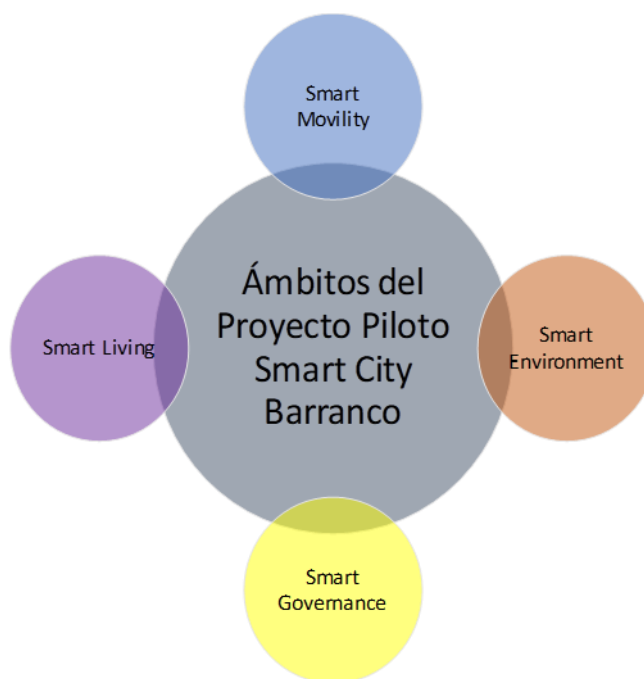 Smart
Movility
Ámbitos del
Proyecto Piloto
Smart City
Barranco
Smart Living
Smart
Environment
Smart
Governance